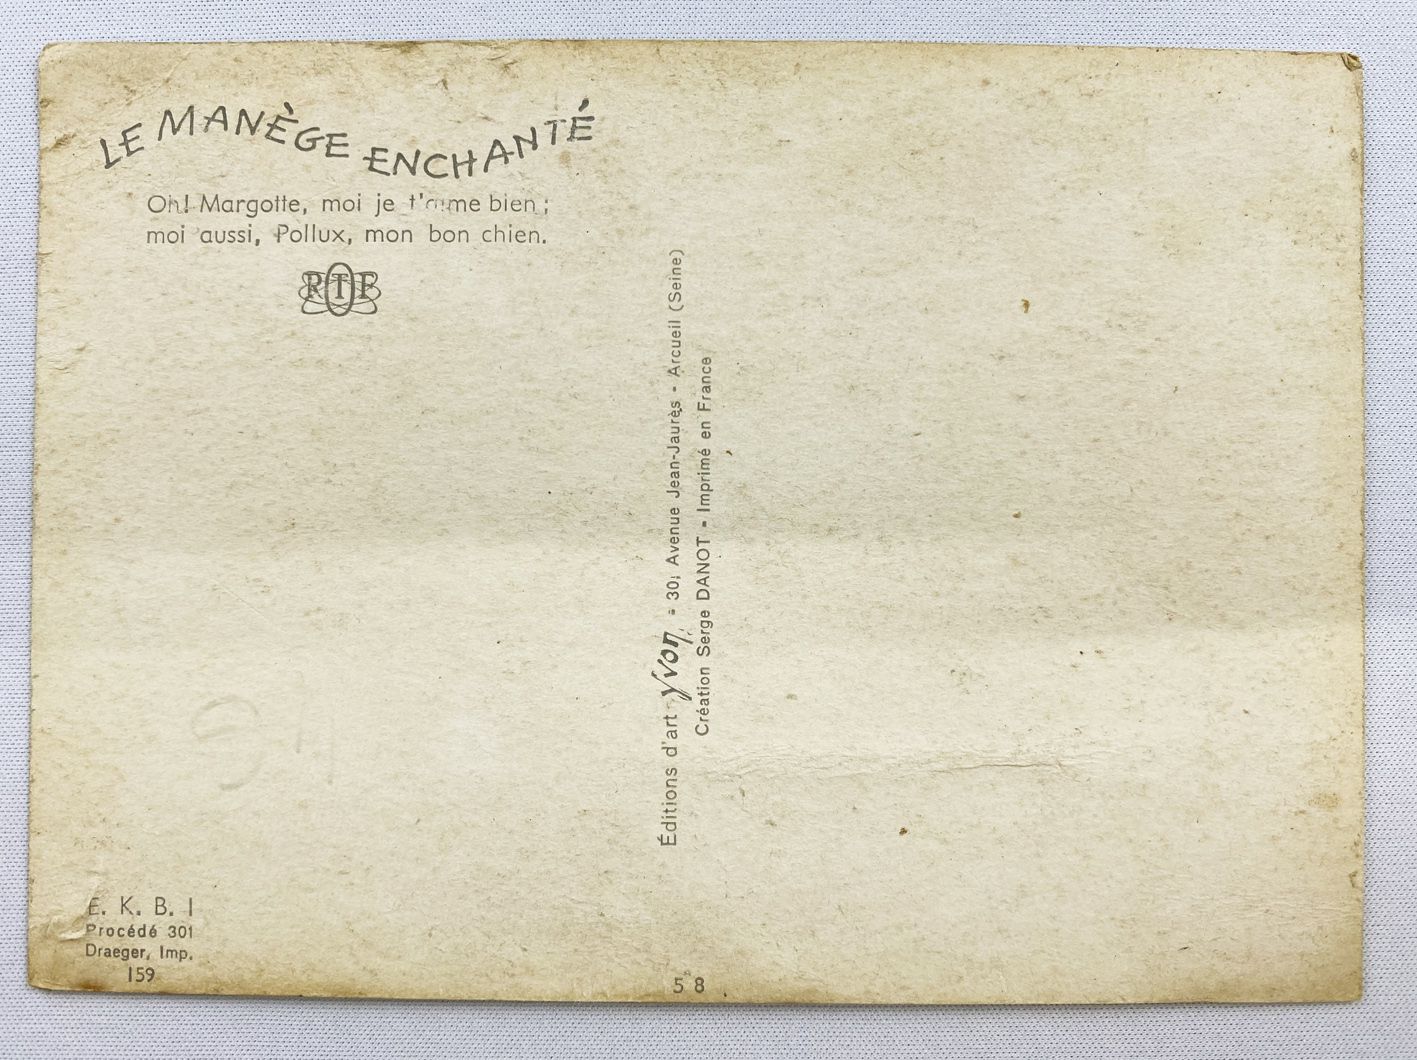 LE MANÈGE ENCHANTÉ
Oh! Margotte, moi je t'aime bien ;
moi aussi, Pollux, mon bon chien.
RTF
Éditions d'art yvon - 30, Avenue Jean-Jaurès - Arcueil (Seine)
Création Serge DANOT - Imprimé en France
E. K. B. I
Procédé 301
Draeger, Imp.
159
58